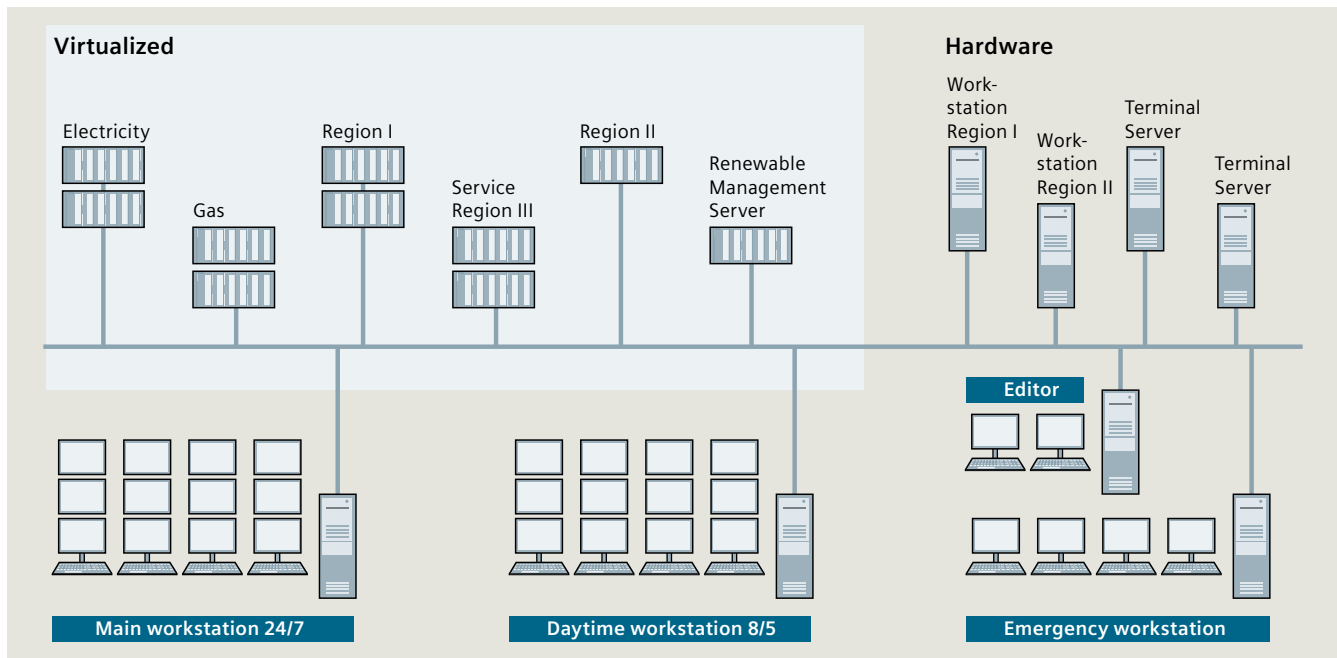 Virtualized
Hardware
Electricity
Gas
Region I
Service
Region III
Region II
Renewable
Management
Server
Work-
station
Region I
Work-
station
Region II
Terminal
Server
Terminal
Server
Editor
Main workstation 24/7
Daytime workstation 8/5
Emergency workstation